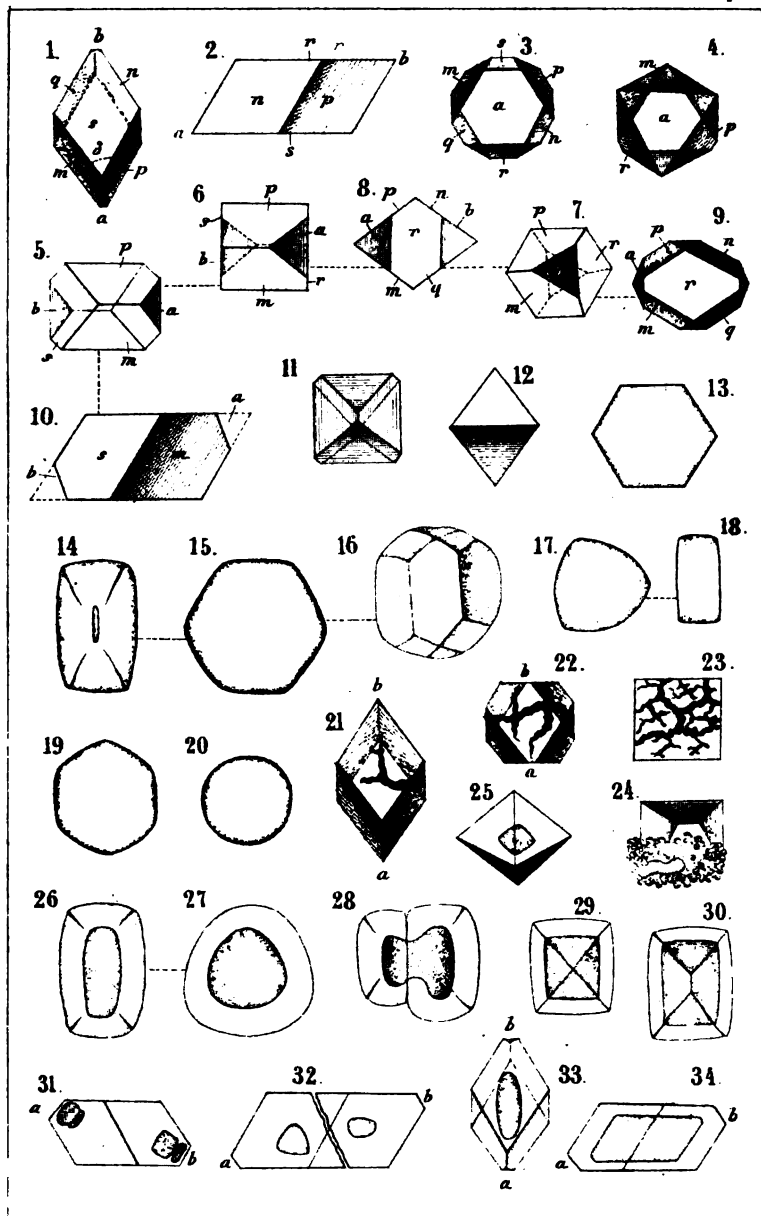 1. b 2. r r 3. s 4.
q n n p b m p m
s a a
m p a s q n r p
a r
6 p 8. p n 7. 9.
s a a b p p n
5. p b r r a r
b a m r m q m m q
s m
11 12 13.
10. a
s m
b
14 15. 16 17. 18.
b 22. 23.
b
21 a
19 20 25 24.
a
26 27 28 29. 30.
31. 32 b 33. 34.
a b b
b a a a